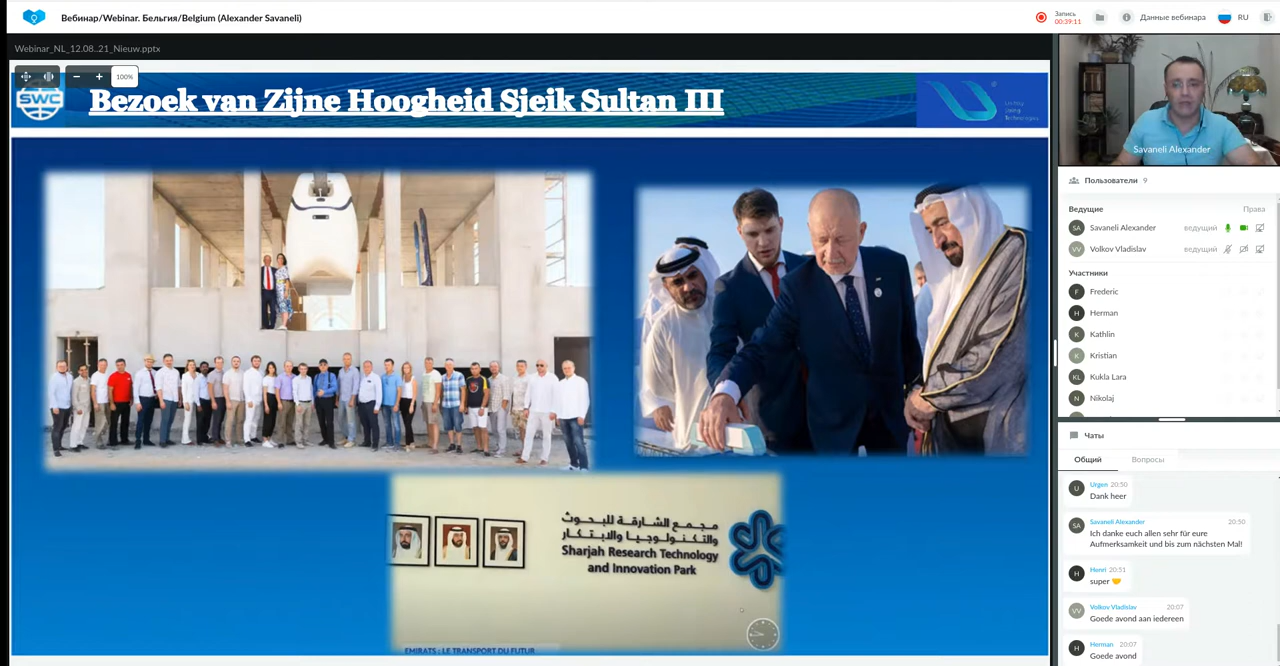 Вебинар/Webinar. Бельгия/Belgium (Alexander Savaneli)
Запись
00:39:11
Данные вебинара
RU
Webinar_NL_12.08..21_Nieuw.pptx
100%
SWC
Bezoek van Zijne Hoogheid Sjeik Sultan III
مجمع الشارقة للبحوث
والتكنولوجيا والابتكار
Sharjah Research Technology
and Innovation Park
EMIRATS : LE TRANSPORT DU FUTUR
Savaneli Alexander
Пользователи 9
Ведущие Права
SA Savaneli Alexander ведущий
VV Volkov Vladislav ведущий
Участники
F Frederic
H Herman
K Kathlin
K Kristian
KL Kukla Lara
N Nikolaj
Чаты
Общий Вопросы
U Urgen 20:50
Dank heer
SA Savaneli Alexander 20:50
Ich danke euch allen sehr für eure
Aufmerksamkeit und bis zum nächsten Mal!
H Henri 20:51
super 🤝
VV Volkov Vladislav 20:07
Goede avond aan iedereen
H Herman 20:07
Goede avond